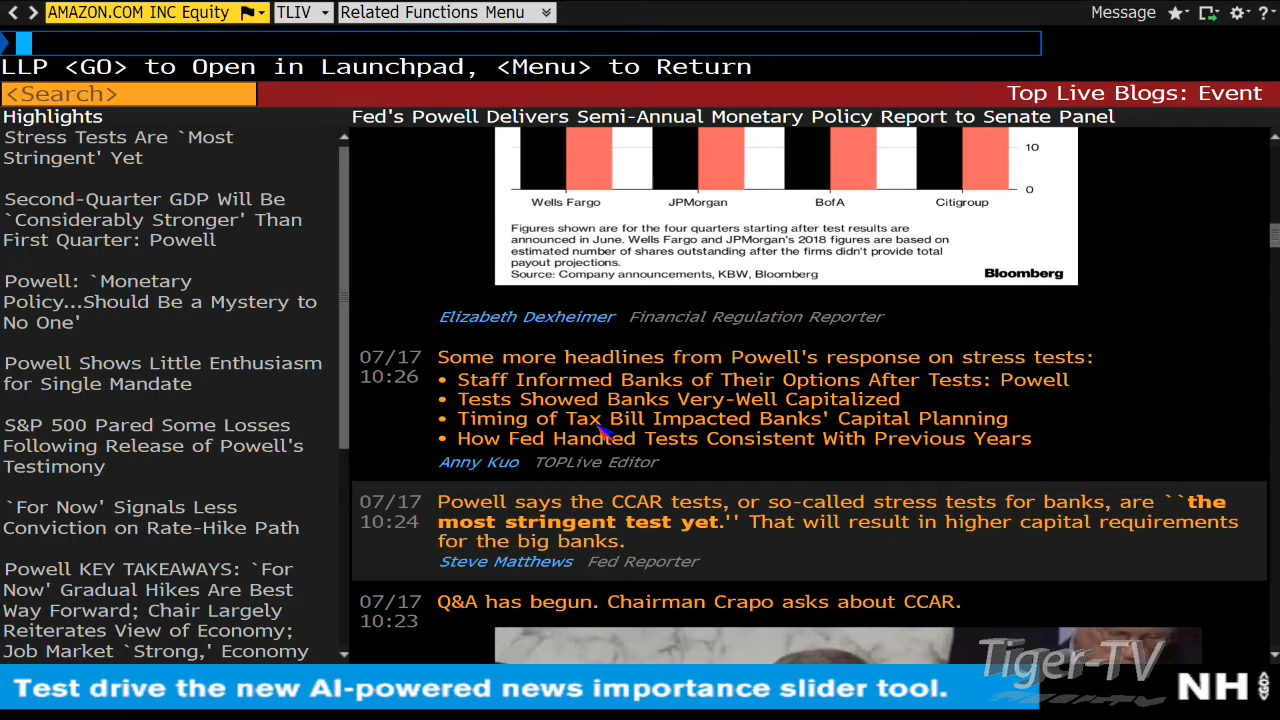 AMAZON.COM INC Equity TLIV Related Functions Menu Message ?
LLP <GO> to Open in Launchpad, <Menu> to Return
<Search> Top Live Blogs: Event
Highlights
Stress Tests Are `Most
Stringent' Yet
Second-Quarter GDP Will Be
`Considerably Stronger' Than
First Quarter: Powell
Powell: `Monetary
Policy...Should Be a Mystery to
No One'
Powell Shows Little Enthusiasm
for Single Mandate
S&P 500 Pared Some Losses
Following Release of Powell's
Testimony
`For Now' Signals Less
Conviction on Rate-Hike Path
Powell KEY TAKEAWAYS: `For
Now' Gradual Hikes Are Best
Way Forward; Chair Largely
Reiterates View of Economy;
Job Market `Strong,' Economy
Fed's Powell Delivers Semi-Annual Monetary Policy Report to Senate Panel
10
0
Wells Fargo JPMorgan BofA Citigroup
Figures shown are for the four quarters starting after test results are
announced in June. Wells Fargo and JPMorgan's 2018 figures are based on
estimated number of shares outstanding after the firms didn't provide total
payout projections.
Source: Company announcements, KBW, Bloomberg Bloomberg
Elizabeth Dexheimer Financial Regulation Reporter
07/17 Some more headlines from Powell's response on stress tests:
10:26
• Staff Informed Banks of Their Options After Tests: Powell
• Tests Showed Banks Very-Well Capitalized
• Timing of Tax Bill Impacted Banks' Capital Planning
• How Fed Handled Tests Consistent With Previous Years
Anny Kuo TOPLive Editor
07/17 Powell says the CCAR tests, or so-called stress tests for banks, are ``the
10:24 most stringent test yet.'' That will result in higher capital requirements
for the big banks.
Steve Matthews Fed Reporter
07/17 Q&A has begun. Chairman Crapo asks about CCAR.
10:23
Tiger-TV
Test drive the new AI-powered news importance slider tool. NH <GO>